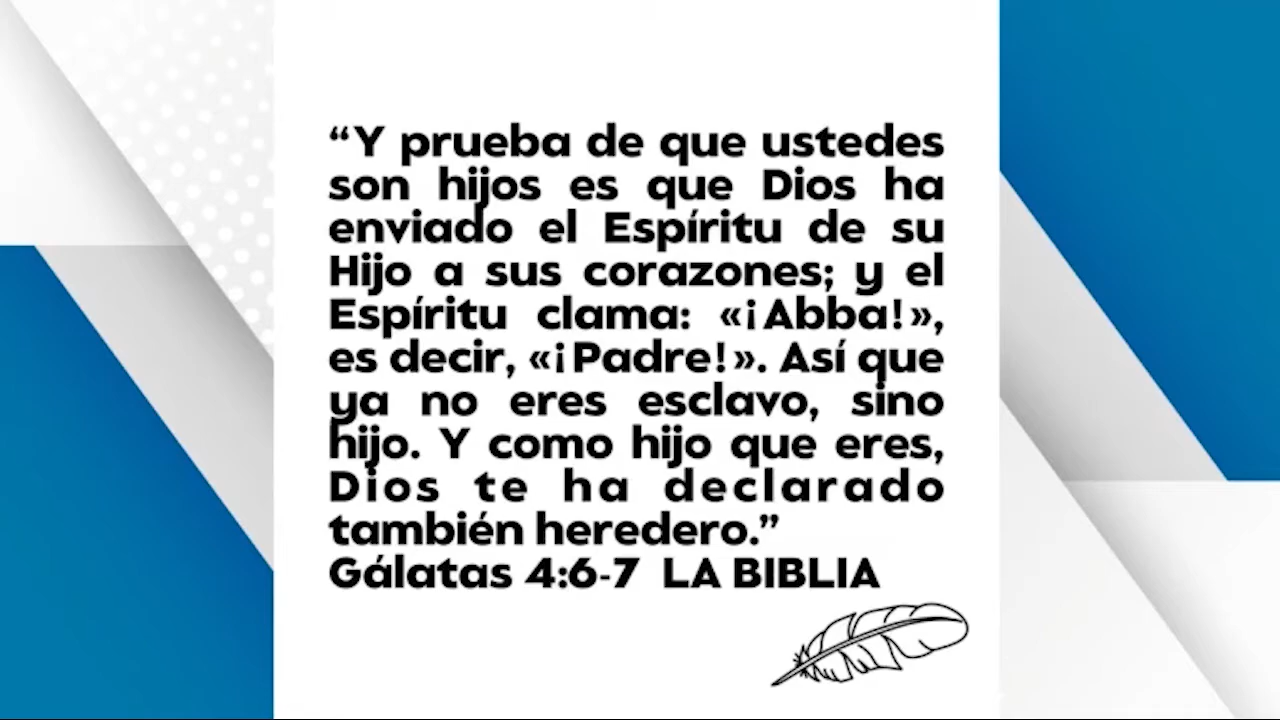 “Y prueba de que ustedes
son hijos es que Dios ha
enviado el Espíritu de su
Hijo a sus corazones; y el
Espíritu clama: «¡Abba!»,
es decir, «¡Padre!». Así que
ya no eres esclavo, sino
hijo. Y como hijo que eres,
Dios te ha declarado
también heredero.”
Gálatas 4:6-7 LA BIBLIA